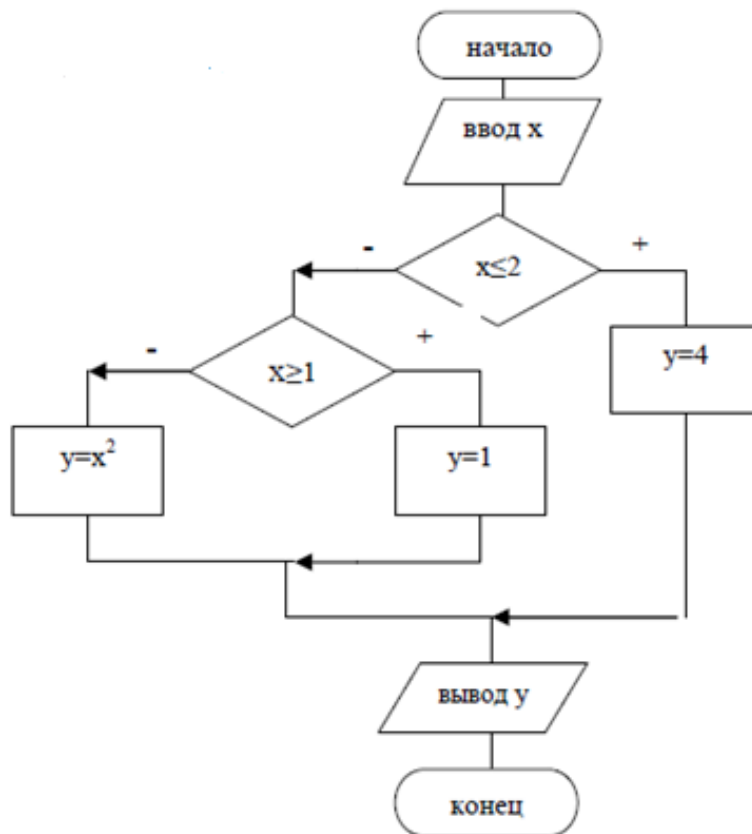 начало
ввод x
-
+
x≤2
-
+
x≥1
y=4
y=x²
y=1
вывод y
конец